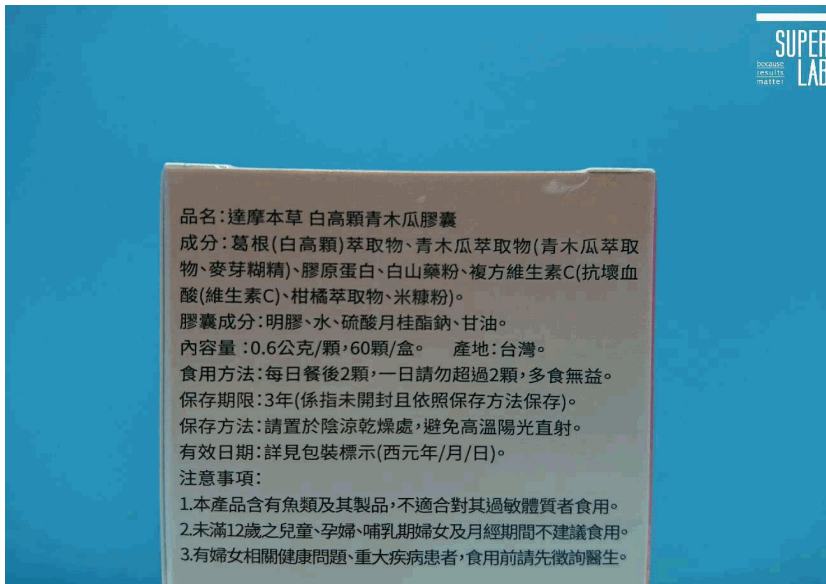 SUPER
LAB
because
results
matter
品名:達摩本草 白高顆青木瓜膠囊
成分:葛根(白高顆)萃取物、青木瓜萃取物(青木瓜萃取
物、麥芽糊精)、膠原蛋白、白山藥粉、複方維生素C(抗壞血
酸(維生素C)、柑橘萃取物、米糠粉)。
膠囊成分:明膠、水、硫酸月桂酯鈉、甘油。
內容量:0.6公克/顆,60顆/盒。 產地:台灣。
食用方法:每日餐後2顆,一日請勿超過2顆,多食無益。
保存期限:3年(係指未開封且依照保存方法保存)。
保存方法:請置於陰涼乾燥處,避免高溫陽光直射。
有效日期:詳見包裝標示(西元年/月/日)。
注意事項:
1.本產品含有魚類及其製品,不適合對其過敏體質者食用。
2.未滿12歲之兒童、孕婦、哺乳期婦女及月經期間不建議食用。
3.有婦女相關健康問題、重大疾病患者,食用前請先徵詢醫生。